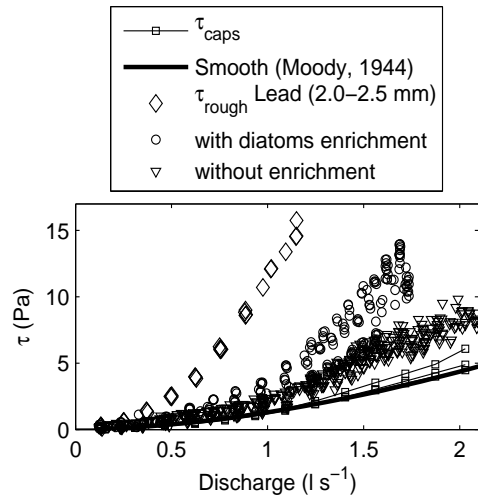 τcaps
Smooth (Moody, 1944)
τrough Lead (2.0−2.5 mm)
with diatoms enrichment
without enrichment
15
10
5
0
τ (Pa)
0 0.5 1 1.5 2
Discharge (l s⁻¹)